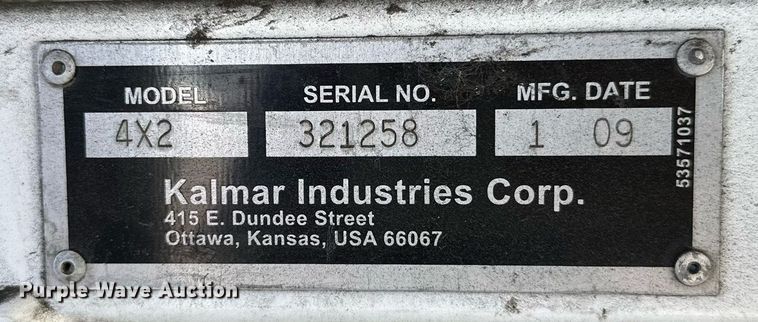 MODEL SERIAL NO. MFG. DATE
4X2 321258 1 09
53571037
Kalmar Industries Corp.
415 E. Dundee Street
Ottawa, Kansas, USA 66067
Purple Wave Auction